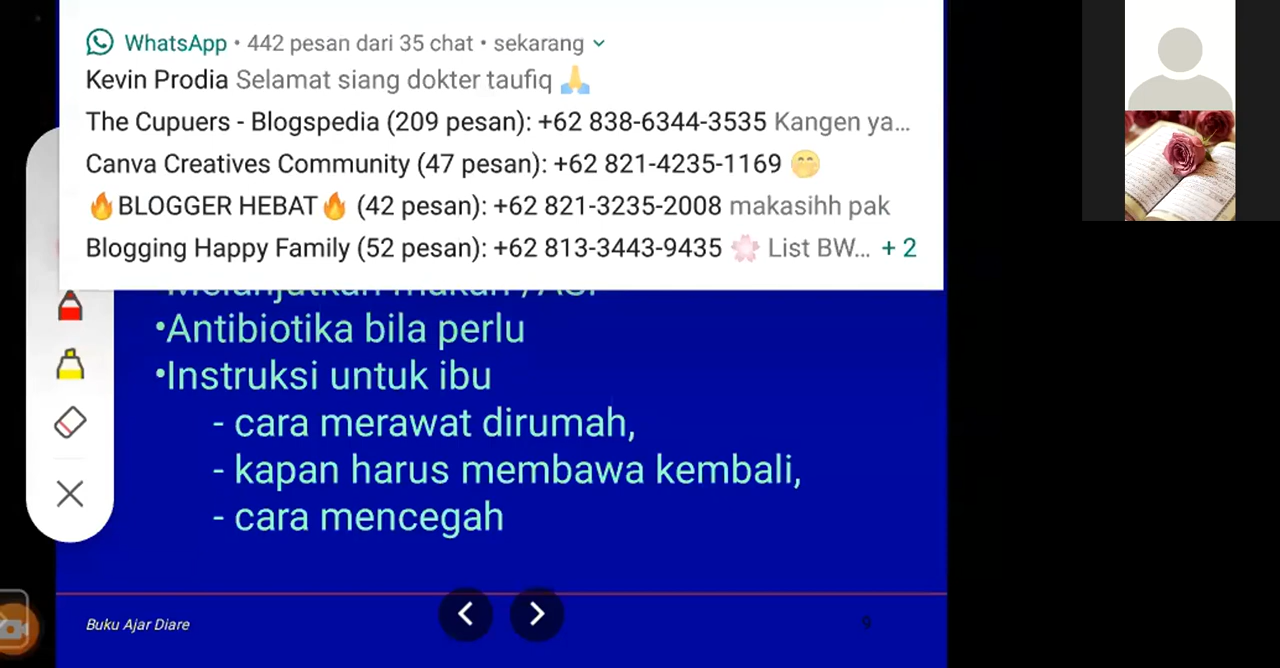 WhatsApp • 442 pesan dari 35 chat • sekarang
Kevin Prodia Selamat siang dokter taufiq 🙏
The Cupuers - Blogspedia (209 pesan): +62 838-6344-3535 Kangen ya...
Canva Creatives Community (47 pesan): +62 821-4235-1169 🤭
🔥BLOGGER HEBAT🔥 (42 pesan): +62 821-3235-2008 makasihh pak
Blogging Happy Family (52 pesan): +62 813-3443-9435 🌸 List BW... + 2
•Antibiotika bila perlu
•Instruksi untuk ibu
- cara merawat dirumah,
- kapan harus membawa kembali,
- cara mencegah
Buku Ajar Diare
9